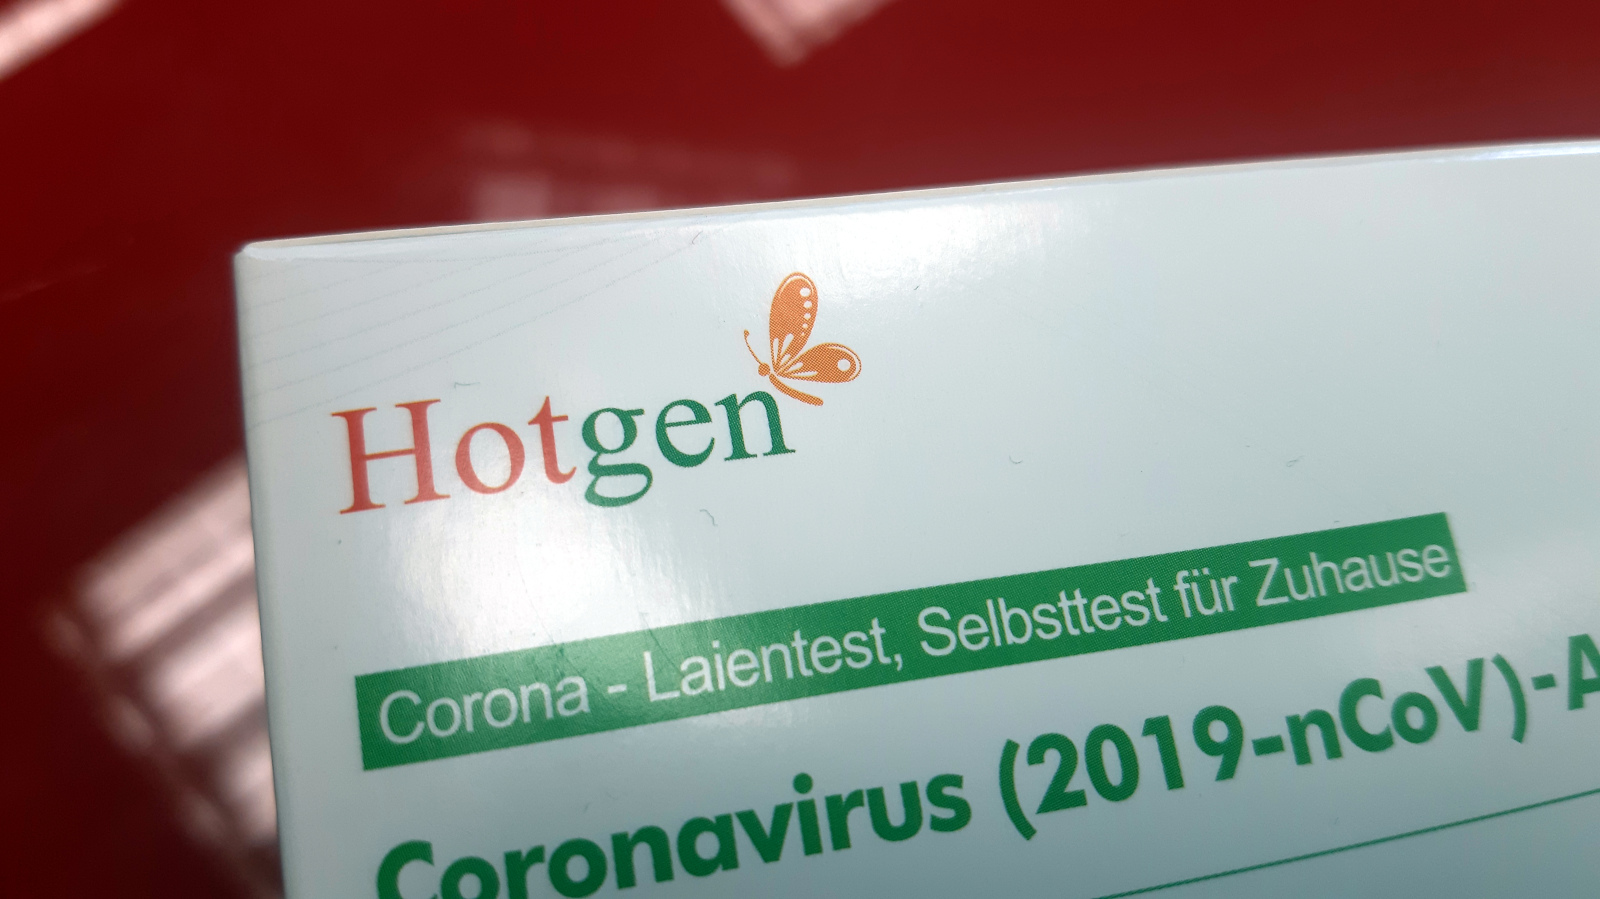 Hotgen
Corona - Laientest, Selbsttest für Zuhause
Coronavirus (2019-nCoV)-A